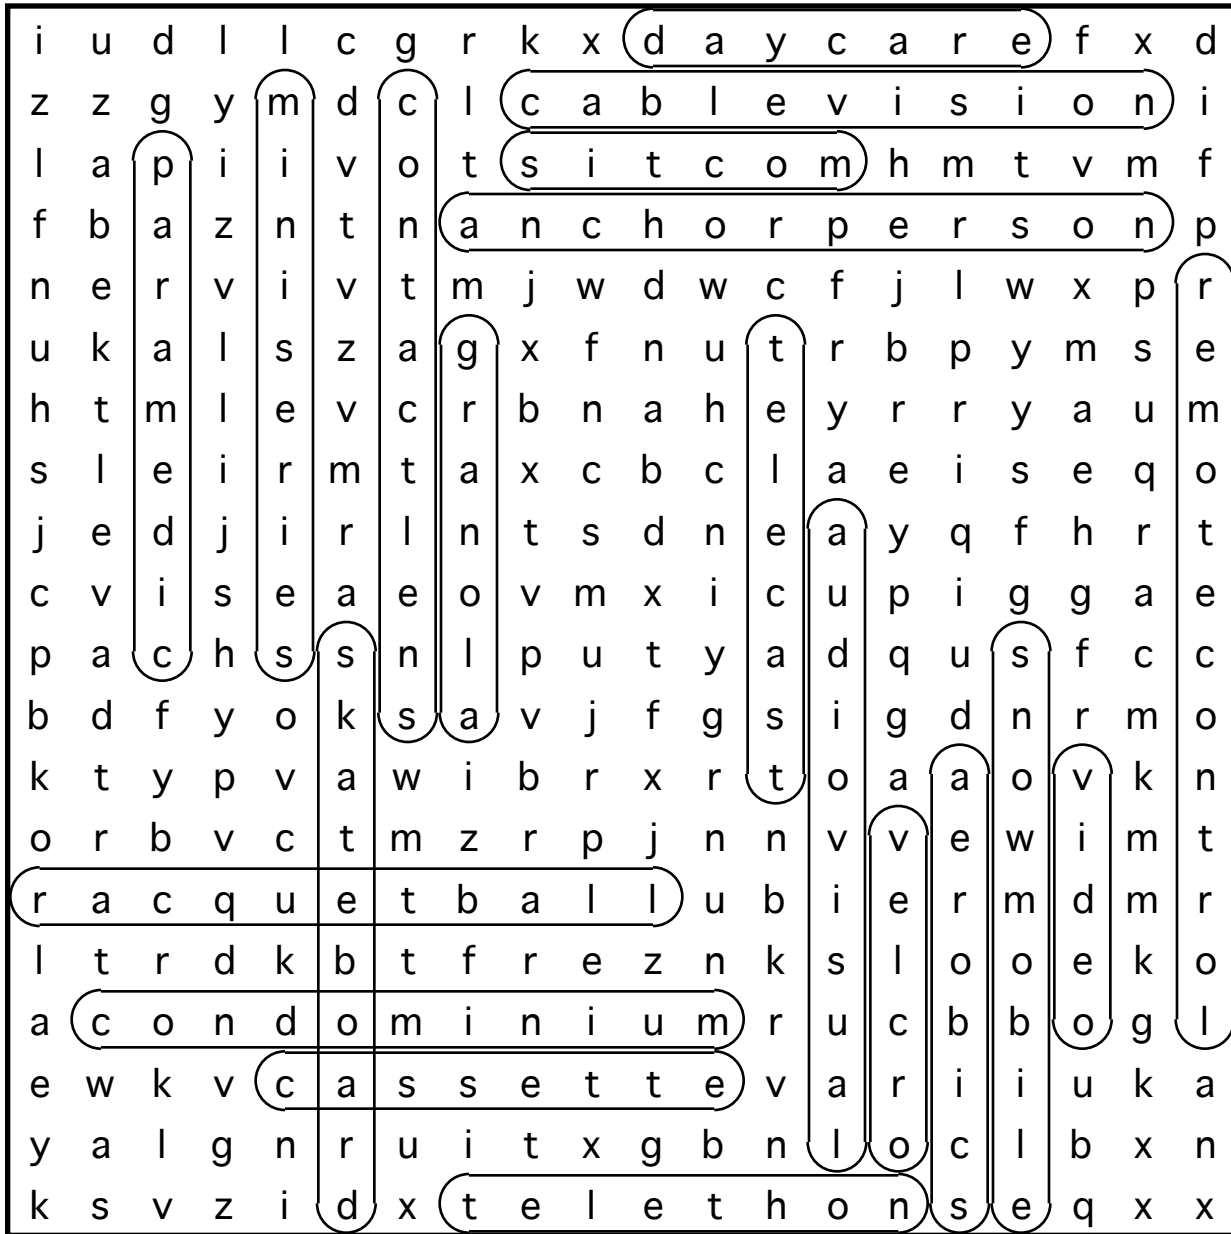 i u d l l c g r k x d a y c a r e f x d
z z g y m d c l c a b l e v i s i o n i
l a p i i v o t s i t c o m h m t v m f
f b a z n t n a n c h o r p e r s o n p
n e r v i v t m j w d w c f j l w x p r
u k a l s z a g x f n u t r b p y m s e
h t m l e v c r b n a h e y r r y a u m
s l e i r m t a x c b c l a e i s e q o
j e d j i r l n t s d n e a y q f h r t
c v i s e a e o v m x i c u p i g g a e
p a c h s s n l p u t y a d q u s f c c
b d f y o k s a v j f g s i g d n r m o
k t y p v a w i b r x r t o a a o v k n
o r b v c t m z r p j n n v v e w i m t
r a c q u e t b a l l u b i e r m d m r
l t r d k b t f r e z n k s l o o e k o
a c o n d o m i n i u m r u c b b o g l
e w k v c a s s e t t e v a r i i u k a
y a l g n r u i t x g b n l o c l b x n
k s v z i d x t e l e t h o n s e q x x